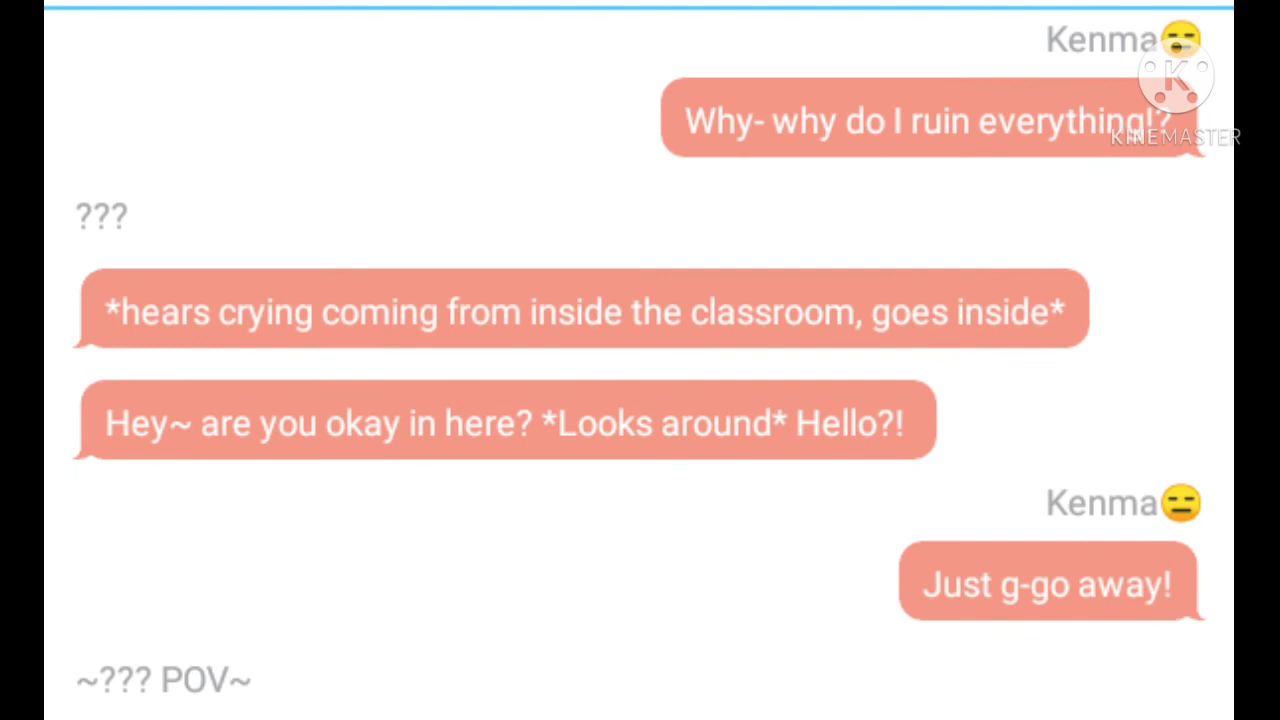 Kenma😑
Why- why do I ruin everything!?
K
KINEMASTER
???
*hears crying coming from inside the classroom, goes inside*
Hey~ are you okay in here? *Looks around* Hello?!
Kenma😑
Just g-go away!
~??? POV~